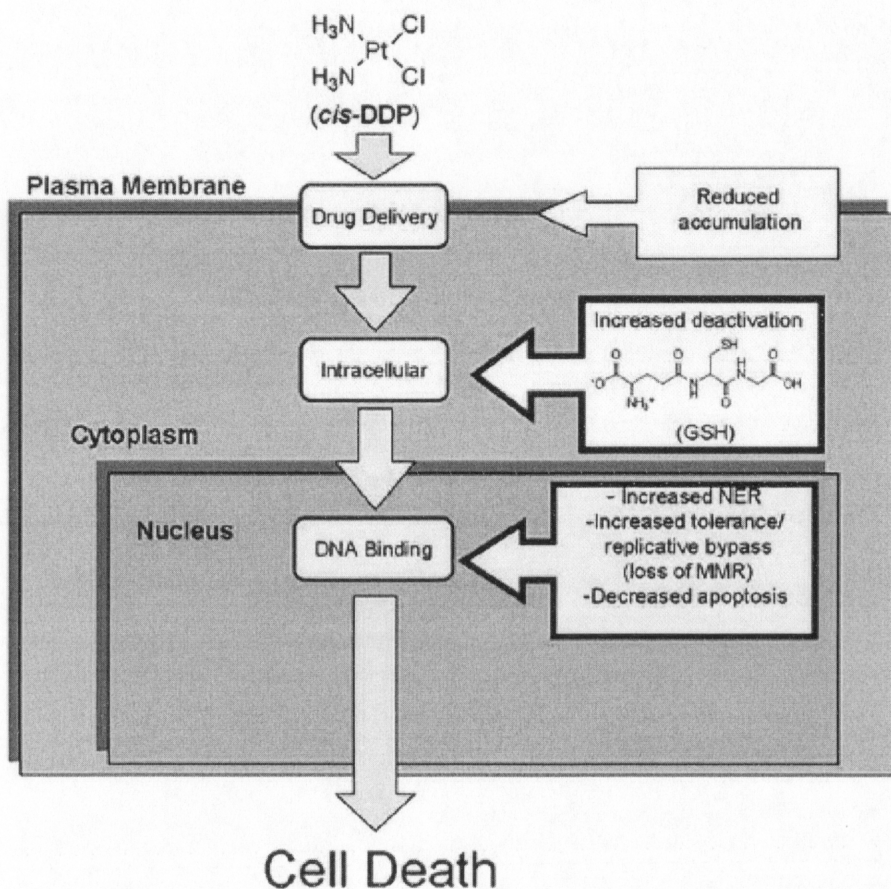 H₃N Cl
Pt
H₃N Cl
(cis-DDP)
Plasma Membrane
Drug Delivery
Reduced
accumulation
Increased deactivation
SH
O O H O
⁻O N N OH
NH₃⁺ H O
(GSH)
Intracellular
Cytoplasm
Nucleus
DNA Binding
- Increased NER
-Increased tolerance/
replicative bypass
(loss of MMR)
-Decreased apoptosis
Cell Death